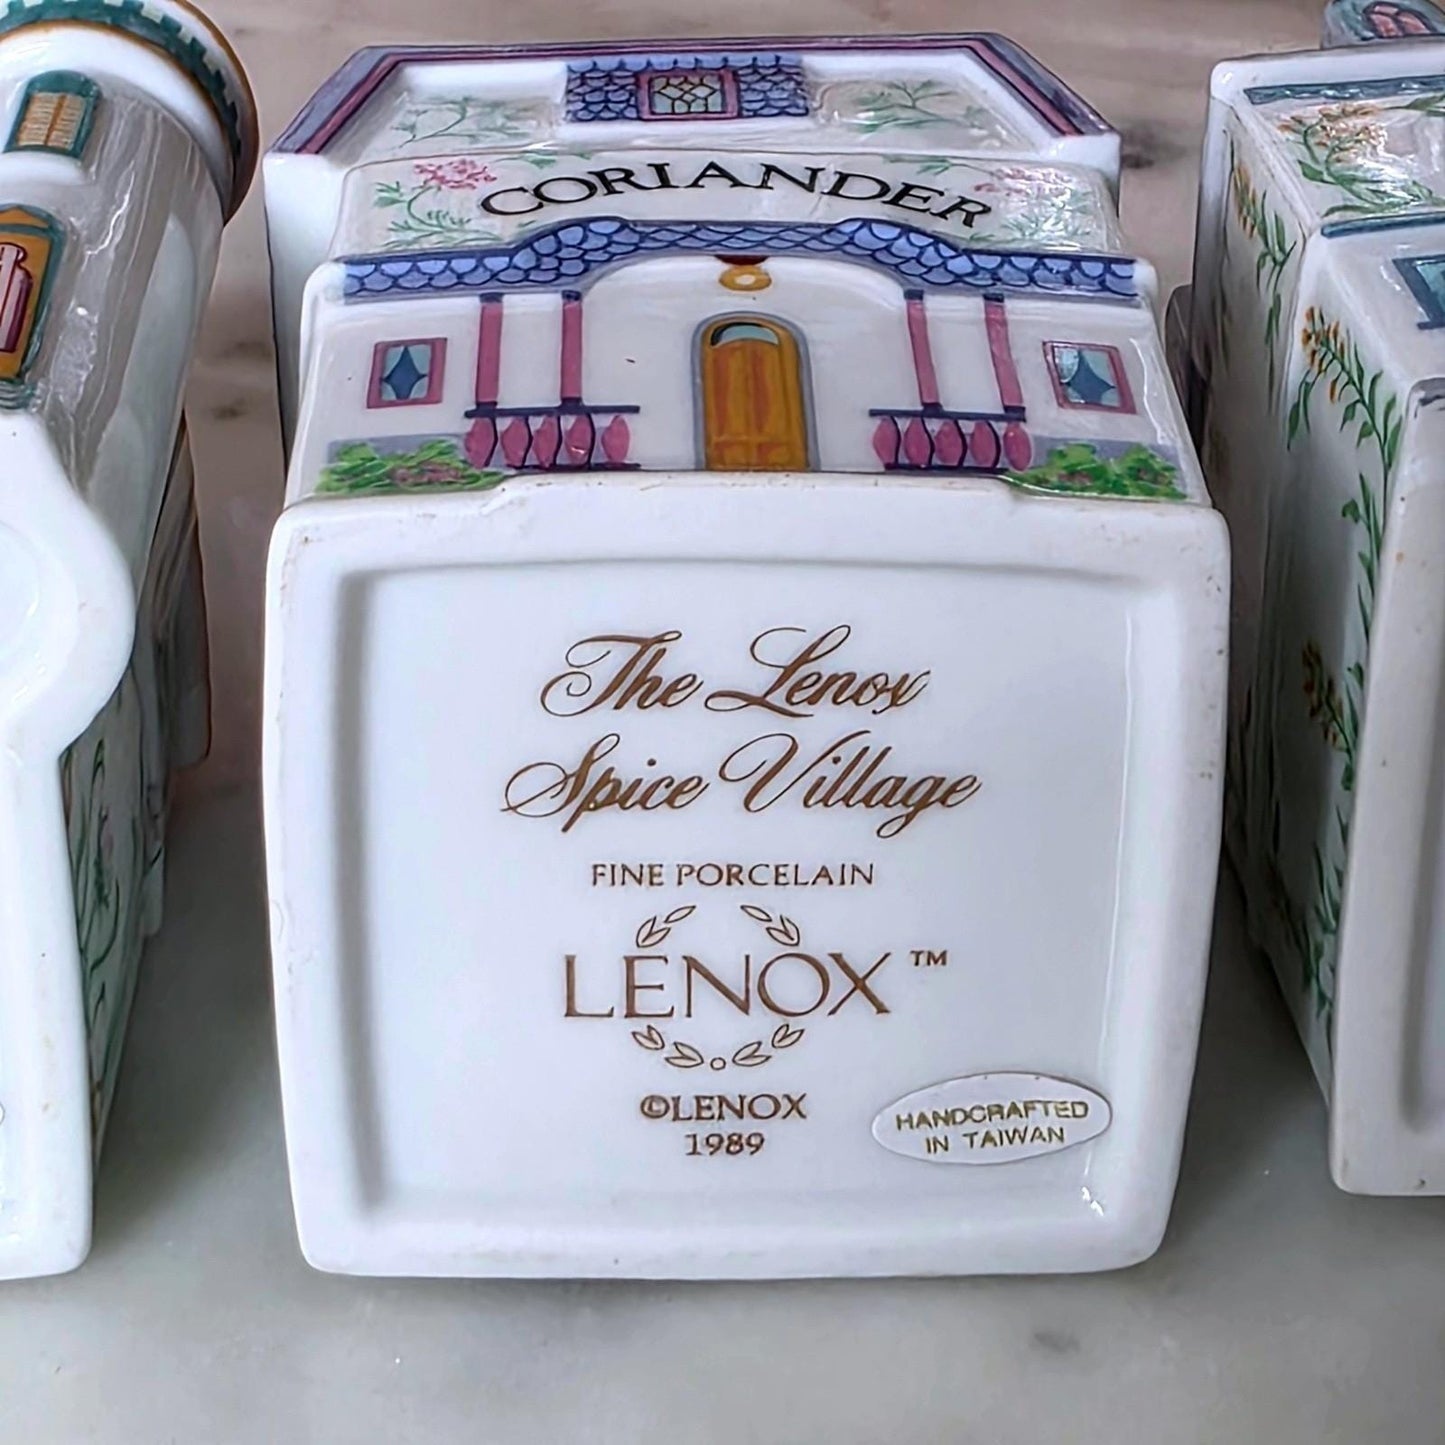 CORIANDER
The Lenox
Spice Village
FINE PORCELAIN
LENOX™
©LENOX
1989
HANDCRAFTED
IN TAIWAN